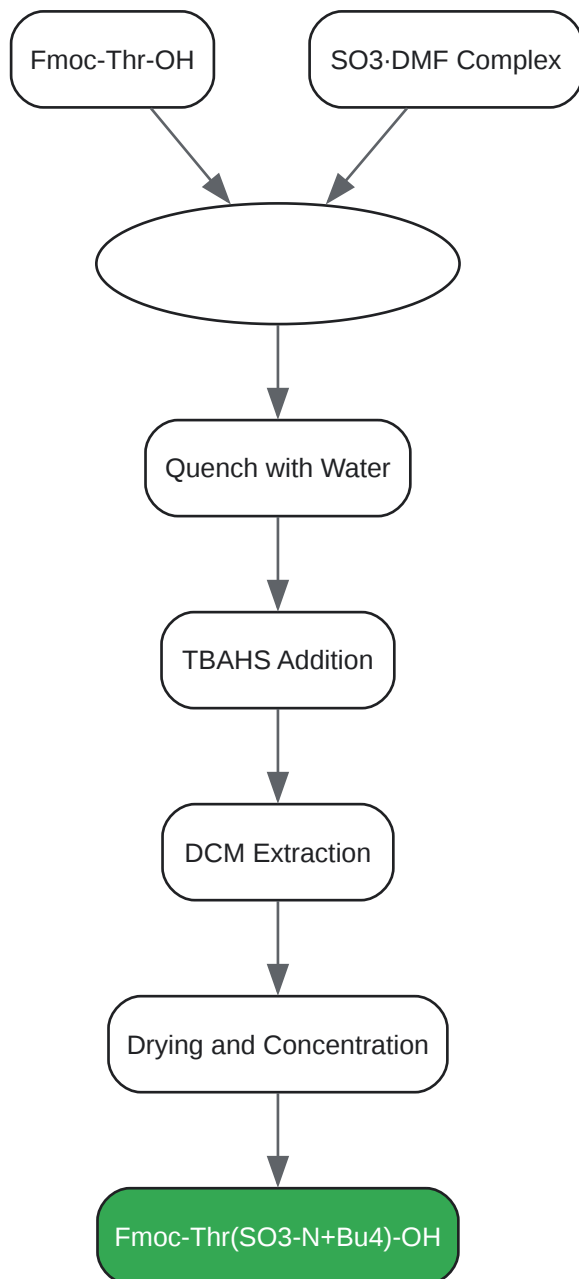 Fmoc-Thr-OH
SO3·DMF Complex
Quench with Water
TBAHS Addition
DCM Extraction
Drying and Concentration
Fmoc-Thr(SO3-N+Bu4)-OH